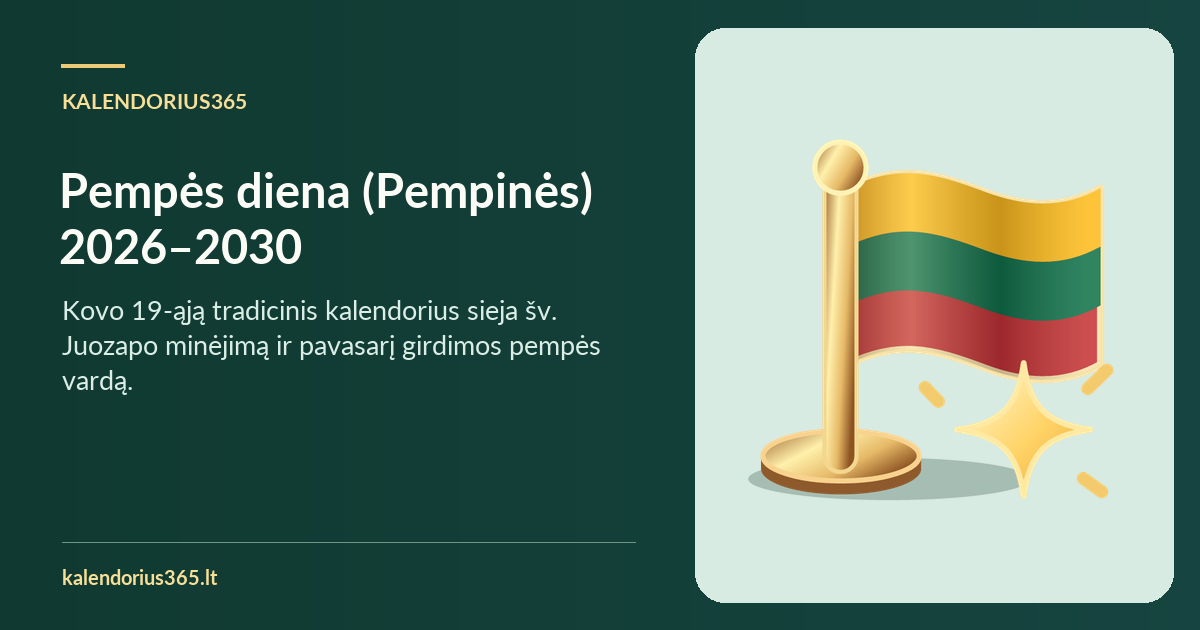 KALENDORIUS365
Pempės diena (Pempinės)
2026–2030
Kovo 19-ąją tradicinis kalendorius sieja šv.
Juozapo minėjimą ir pavasarį girdimos pempės
vardą.
kalendorius365.lt